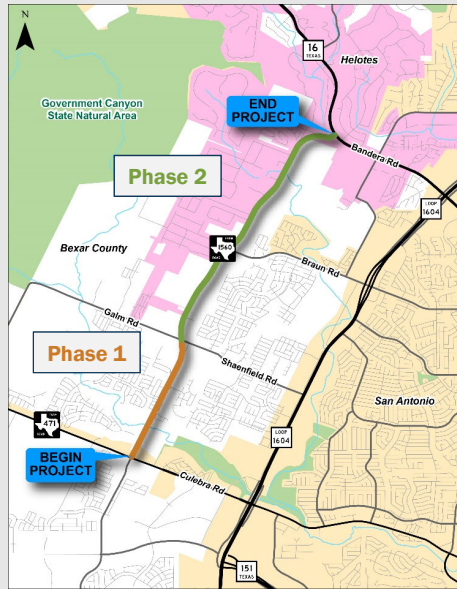 N
16
TEXAS
Helotes
Government Canyon
State Natural Area
END
PROJECT
Bandera Rd
Phase 2
LOOP
1604
1560
Bexar County
Braun Rd
Galm Rd
Phase 1
Shaenfield Rd
San Antonio
471
LOOP
1604
BEGIN
PROJECT
Culebra Rd
151
TEXAS